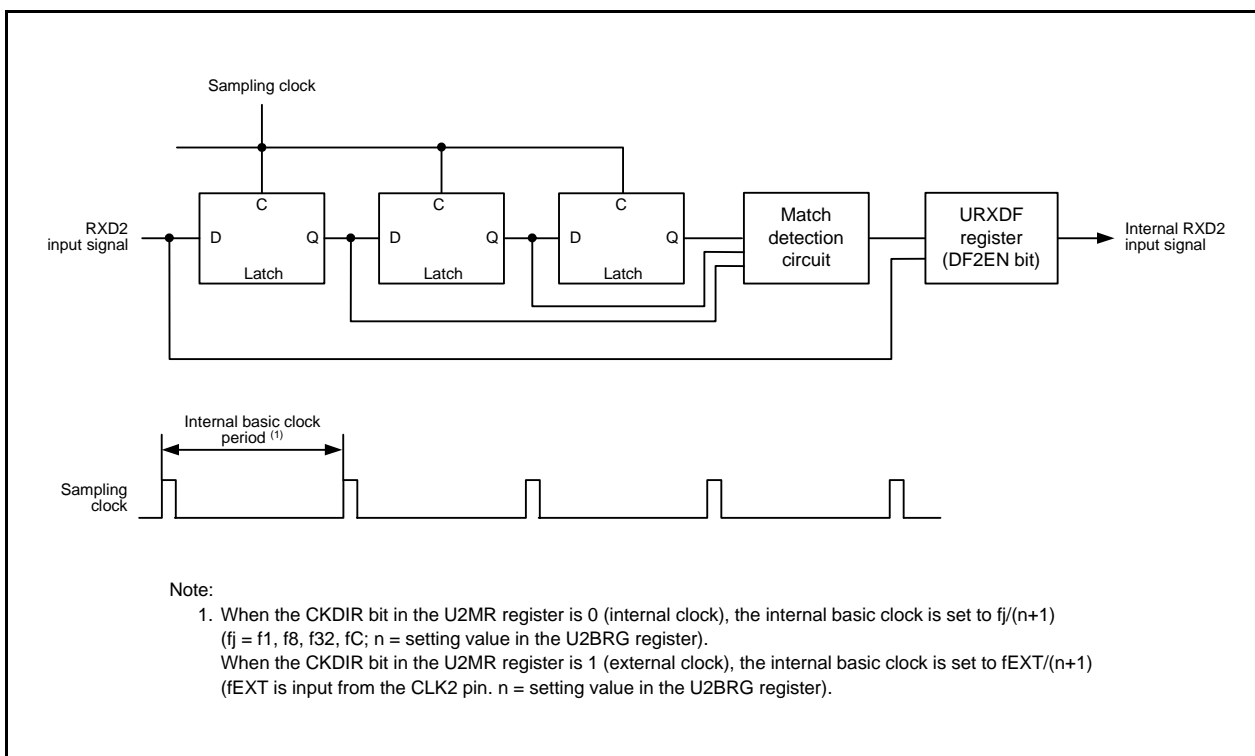 Sampling clock
C
C
C
RXD2
input signal
D
Q
D
Q
D
Q
Latch
Latch
Latch
Match
detection
circuit
URXDF
register
(DF2EN bit)
Internal RXD2
input signal
Internal basic clock
period (1)
Sampling
clock
Note:
1. When the CKDIR bit in the U2MR register is 0 (internal clock), the internal basic clock is set to fj/(n+1)
(fj = f1, f8, f32, fC; n = setting value in the U2BRG register).
When the CKDIR bit in the U2MR register is 1 (external clock), the internal basic clock is set to fEXT/(n+1)
(fEXT is input from the CLK2 pin. n = setting value in the U2BRG register).